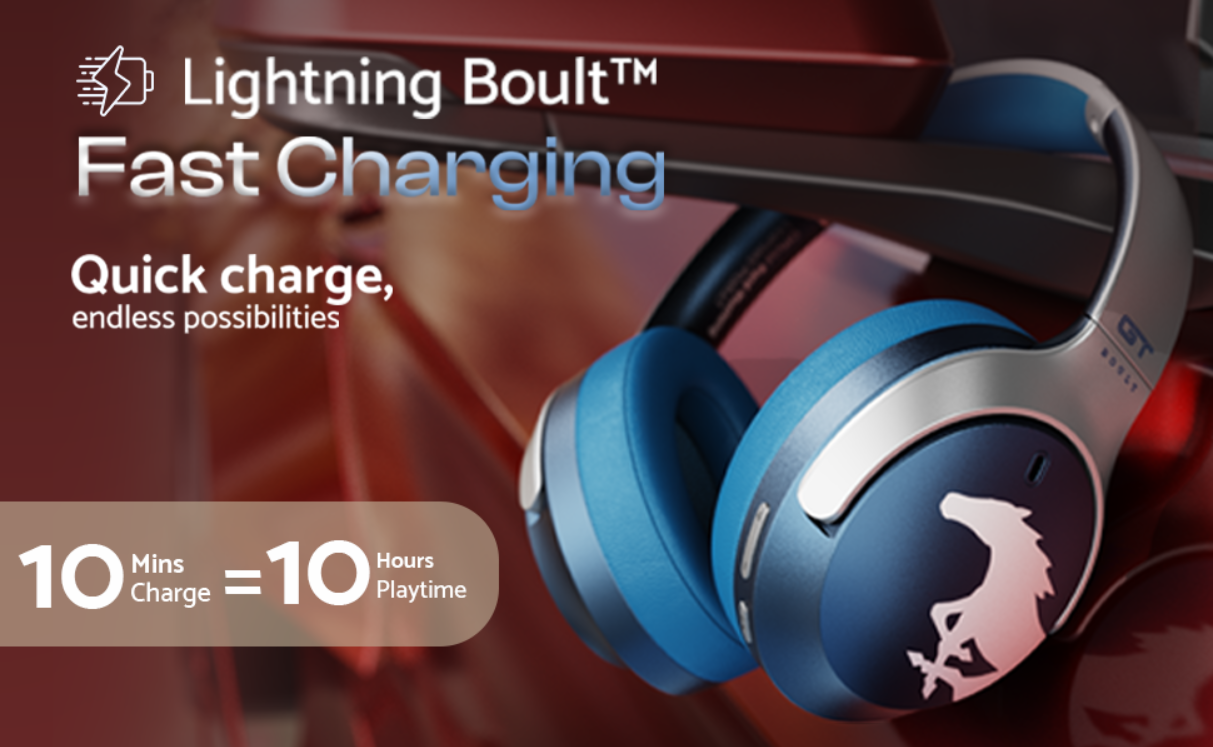 Lightning Boult™
Fast Charging
Quick charge,
endless possibilities
10 Mins Charge = 10 Hours Playtime
GT
BOULT